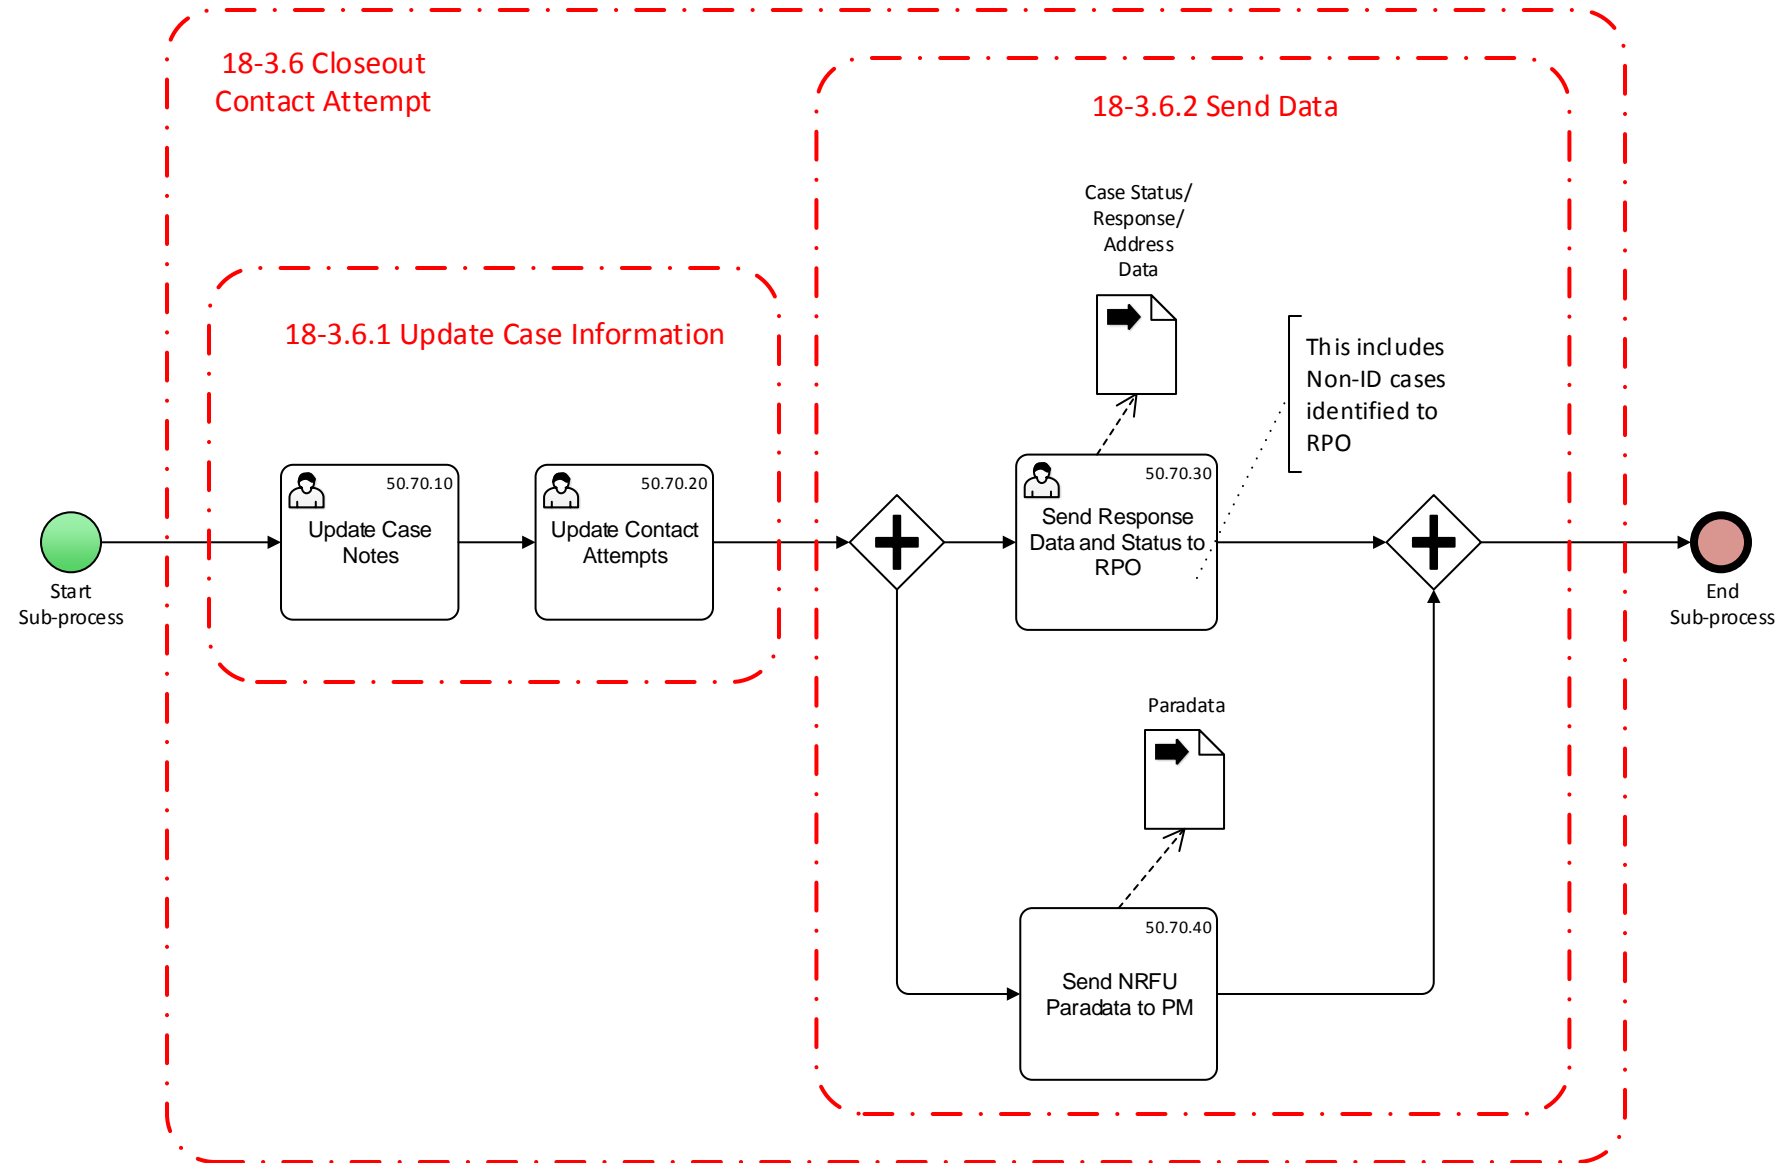 18-3.6 Closeout
Contact Attempt
18-3.6.2 Send Data
Case Status/
Response/
Address
Data
18-3.6.1 Update Case Information
This includes
Non-ID cases
identified to
RPO
50.70.10
Update Case
Notes
50.70.20
Update Contact
Attempts
50.70.30
Send Response
Data and Status to
RPO
Start
Sub-process
End
Sub-process
Paradata
50.70.40
Send NRFU
Paradata to PM